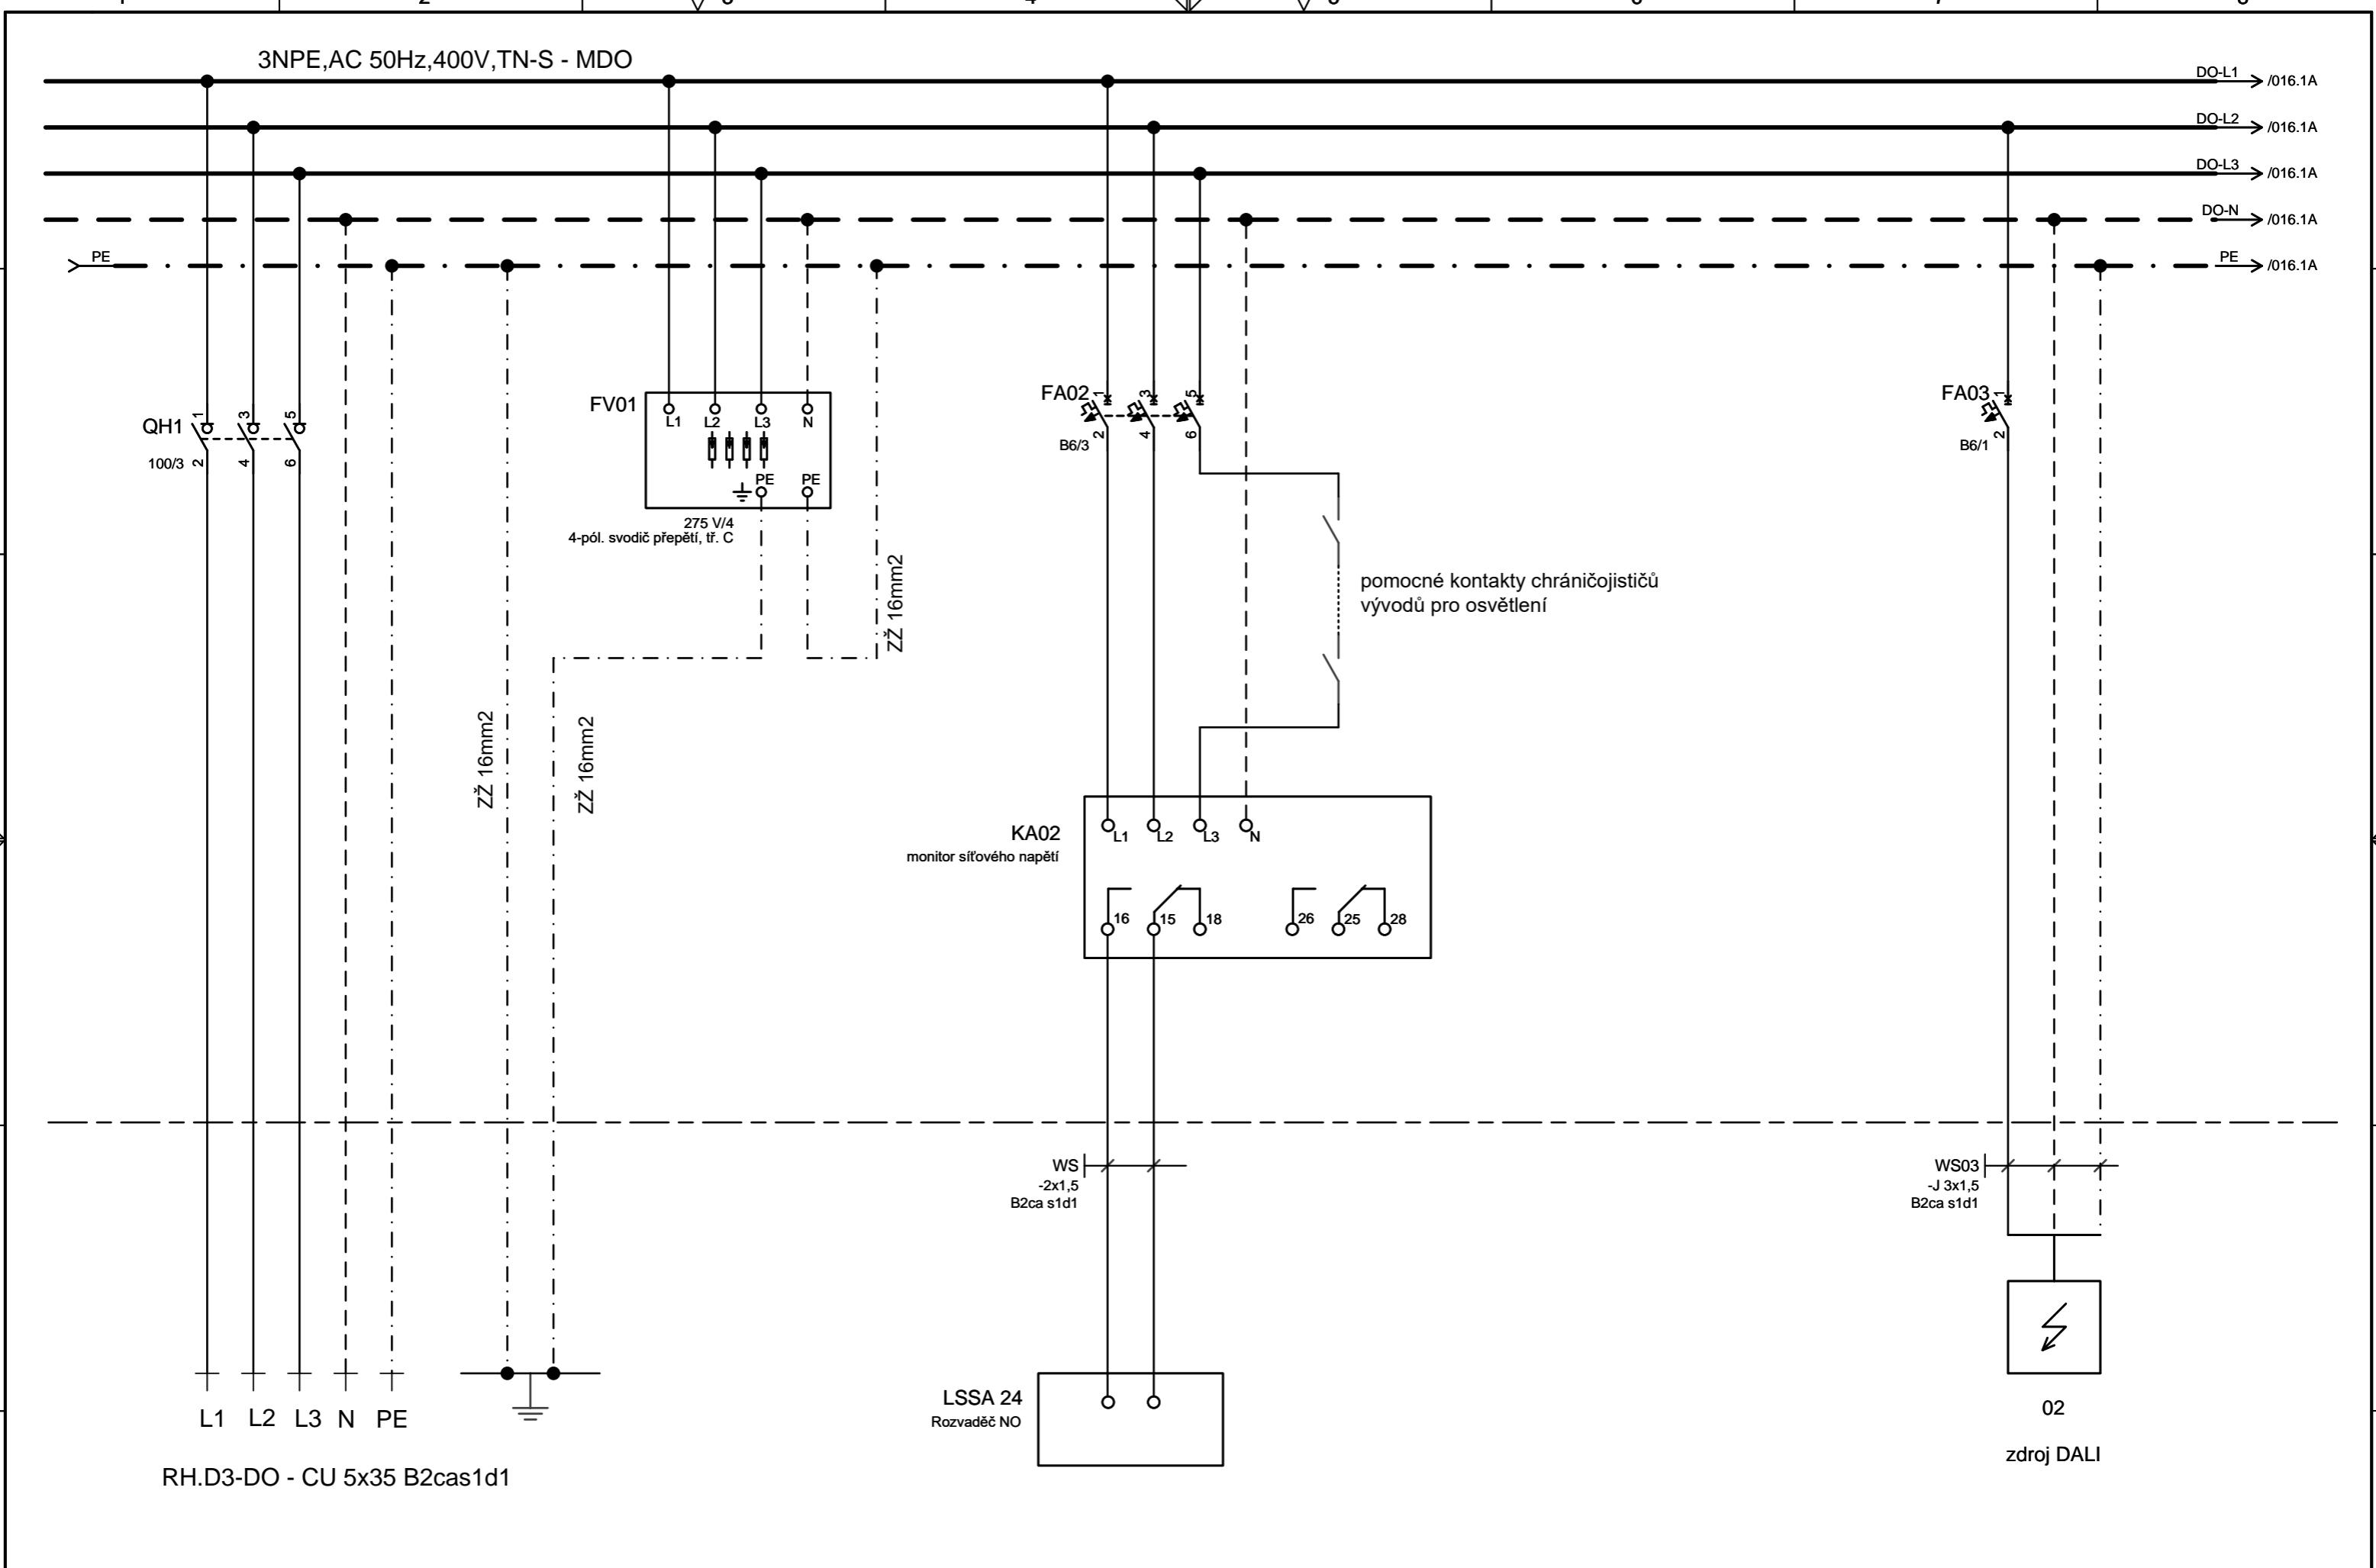 3NPE,AC 50Hz,400V,TN-S - MDO
DO-L1 /016.1A
DO-L2 /016.1A
DO-L3 /016.1A
DO-N /016.1A
PE PE /016.1A
QH1
100/3
1 3 5
2 4 6
FV01
L1 L2 L3 N
PE PE
275 V/4
4-pól. svodič přepětí, tř. C
ZŽ 16mm2
ZŽ 16mm2
ZŽ 16mm2
FA02
B6/3
1 3 5
2 4 6
pomocné kontakty chráničojističů
vývodů pro osvětlení
FA03
B6/1
1
2
KA02
monitor síťového napětí
L1 L2 L3 N
16 15 18 26 25 28
WS
-2x1,5
B2ca s1d1
WS03
-J 3x1,5
B2ca s1d1
L1 L2 L3 N PE
RH.D3-DO - CU 5x35 B2cas1d1
LSSA 24
Rozvaděč NO
02
zdroj DALI